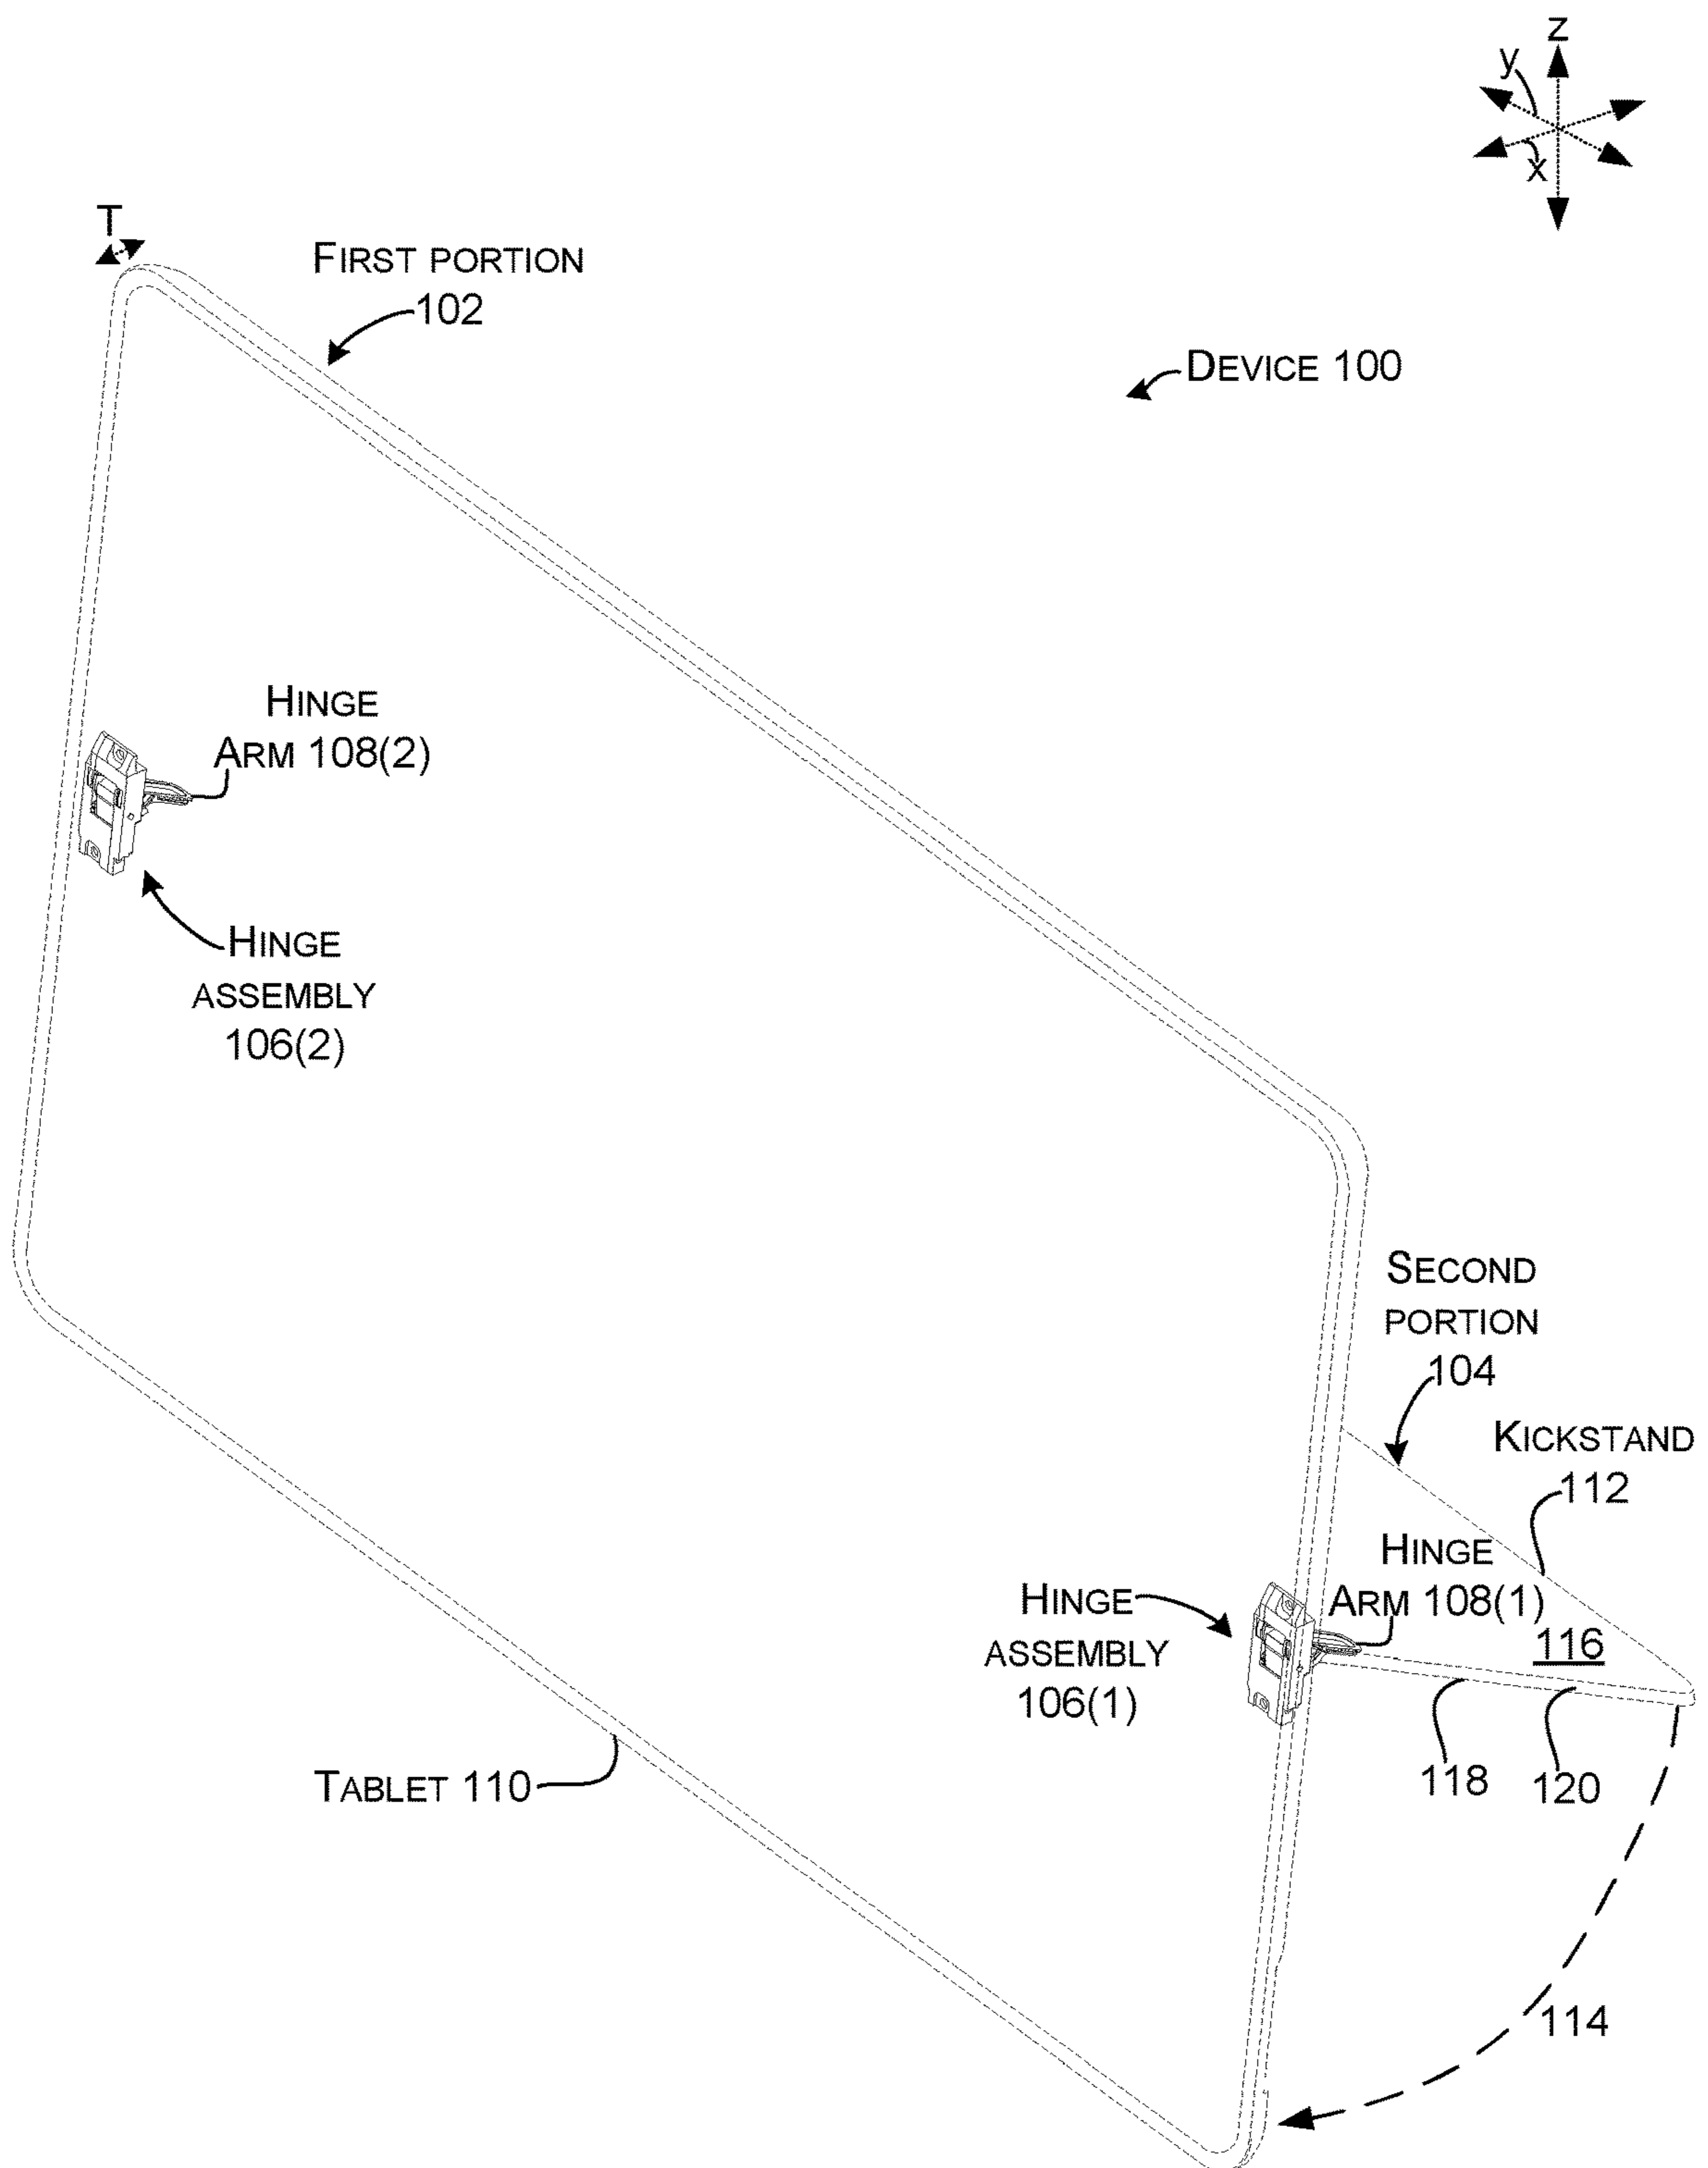 z
y
x
T
FIRST PORTION
102
DEVICE 100
HINGE
ARM 108(2)
HINGE
ASSEMBLY
106(2)
SECOND
PORTION
104
KICKSTAND
112
HINGE
ARM 108(1)
116
HINGE
ASSEMBLY
106(1)
118
120
TABLET 110
114